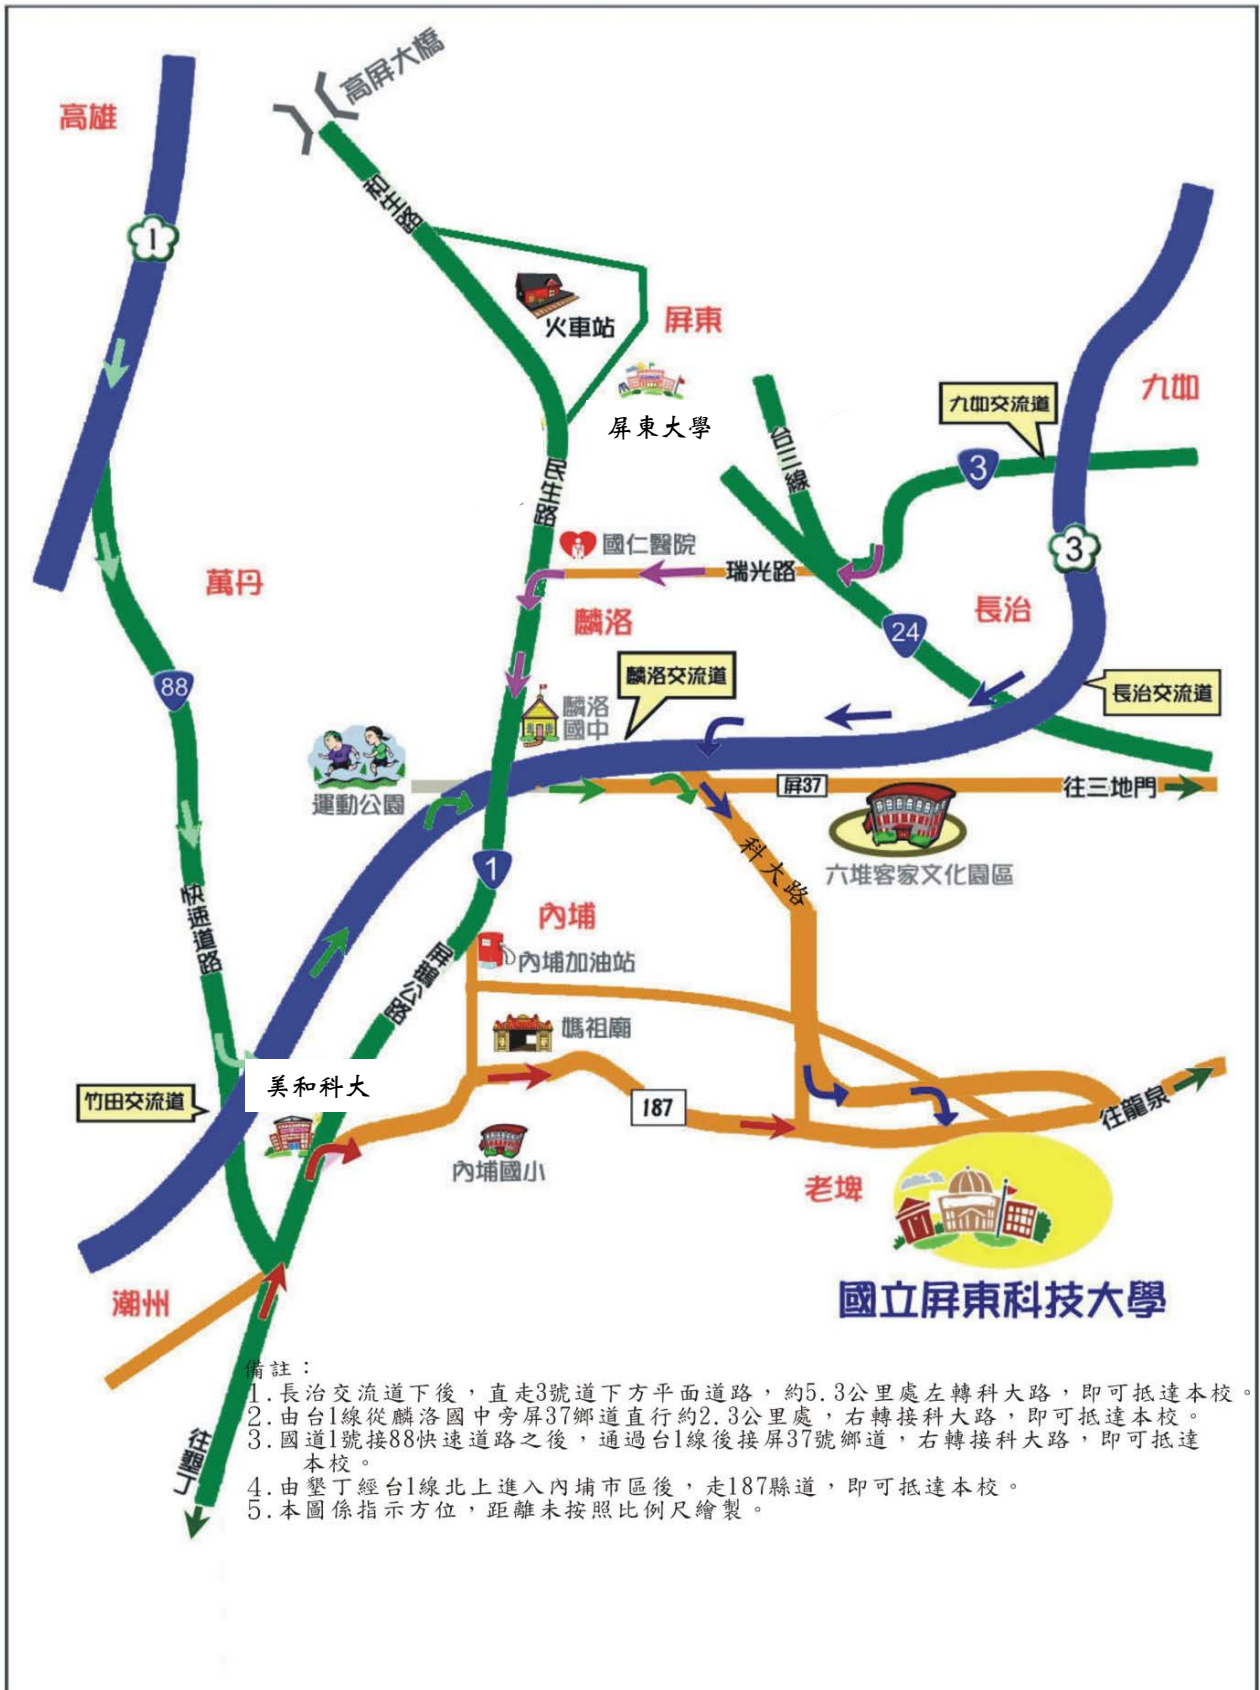 高屏大橋
高雄
1
和生路
火車站
屏東
屏東大學
九如
九如交流道
3
台三線
民生路
國仁醫院
瑞光路
3
萬丹
麟洛
24
長治
88
麟洛交流道
長治交流道
麟洛
國中
運動公園
屏37
往三地門
1
科大路
六堆客家文化園區
快速道路
內埔
內埔加油站
屏鵝公路
媽祖廟
美和科大
竹田交流道
187
往龍泉
內埔國小
老埤
潮州
國立屏東科技大學
往墾丁
備註：
1.長治交流道下後，直走3號道下方平面道路，約5.3公里處左轉科大路，即可抵達本校。
2.由台1線從麟洛國中旁屏37鄉道直行約2.3公里處，右轉接科大路，即可抵達本校。
3.國道1號接88快速道路之後，通過台1線後接屏37號鄉道，右轉接科大路，即可抵達
本校。
4.由墾丁經台1線北上進入內埔市區後，走187縣道，即可抵達本校。
5.本圖係指示方位，距離未按照比例尺繪製。